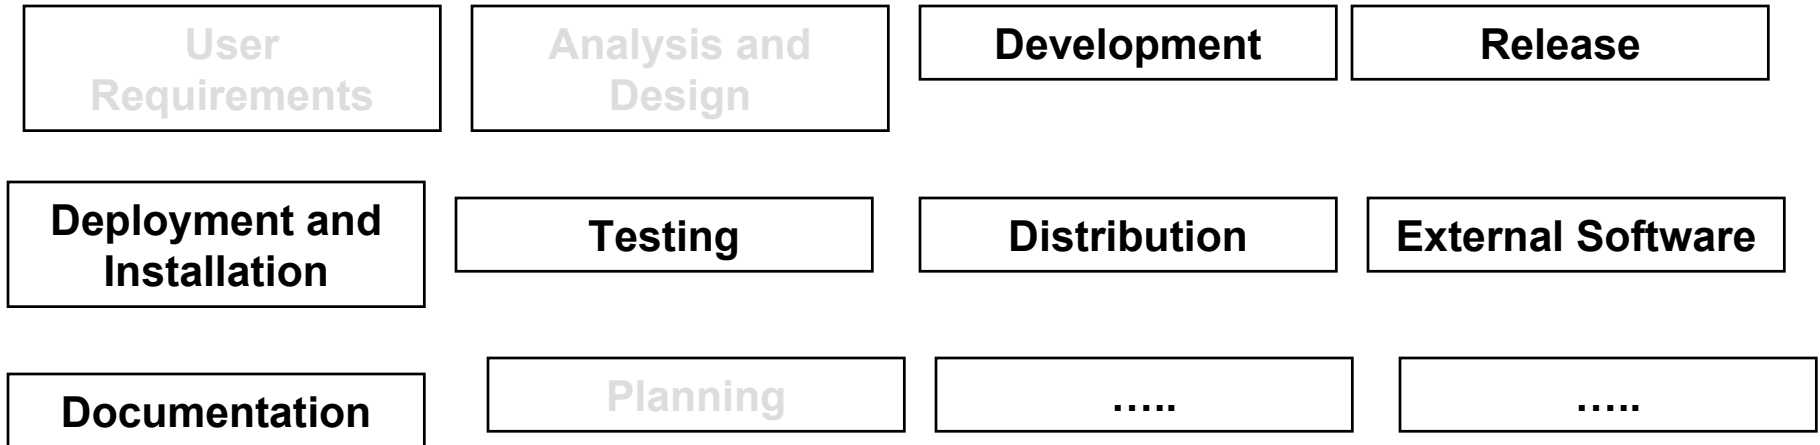 User
Requirements
Analysis and
Design
Development
Release
Deployment and
Installation
Testing
Distribution
External Software
Documentation
Planning
.....
.....